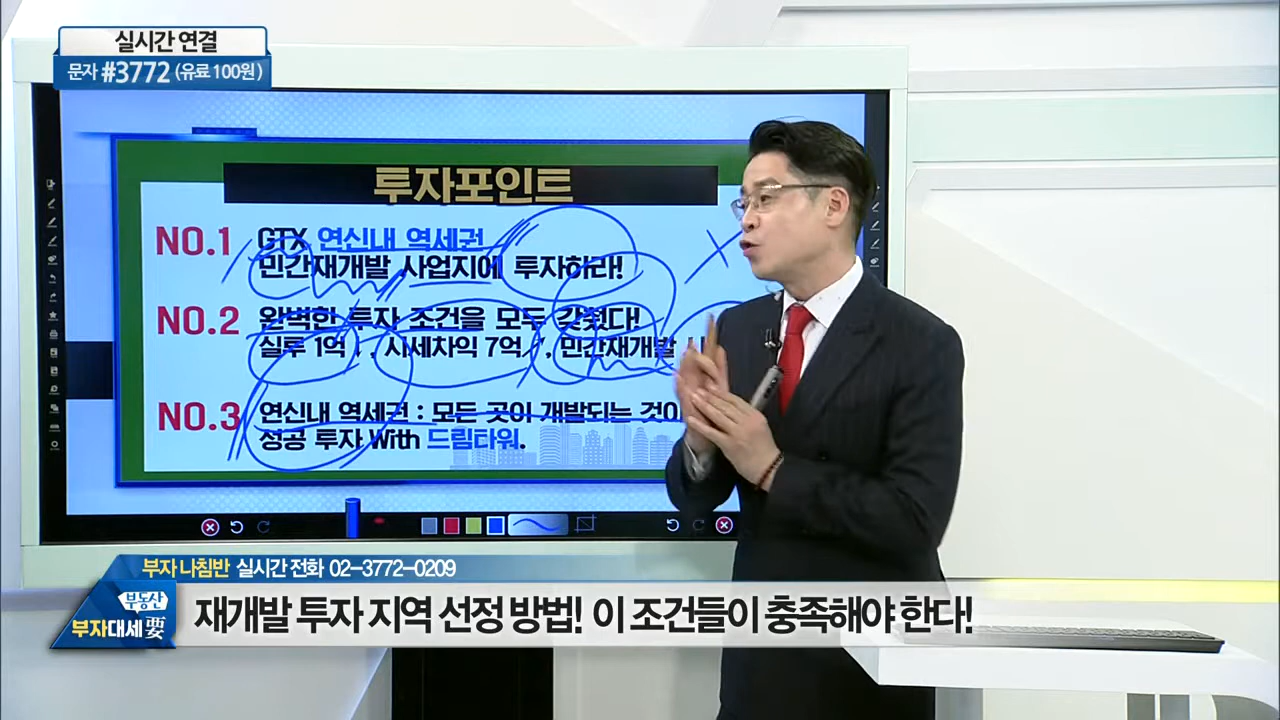 실시간 연결
문자 #3772 (유료 100원)
투자포인트
NO.1 GTX 연신내 역세권
민간재개발 사업지에 투자하라!
NO.2 완벽한 투자 조건을 모두 갖췄다!
실투 1억↓, 시세차익 7억↑, 민간재개발
NO.3 연신내 역세권 : 모든 곳이 개발되는 것이
성공 투자 With 드림타워.
부자 나침반 실시간 전화 02-3772-0209
부동산
부자대세
재개발 투자 지역 선정 방법! 이 조건들이 충족해야 한다!